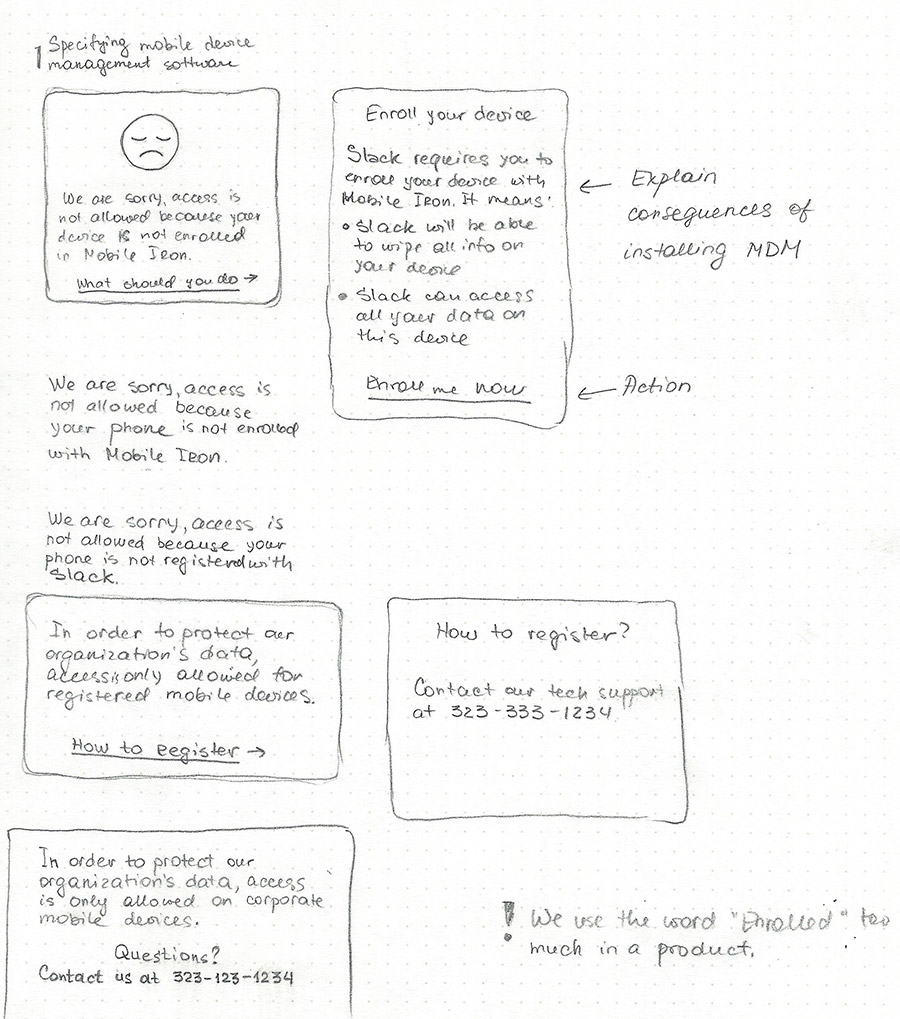 1 Specifying mobile device
management software
We are sorry, access is
not allowed because your
device is not enrolled
in Mobile Iron.
What should you do →
Enroll your device
Slack requires you to
enroll your device with
Mobile Iron. It means:
• Slack will be able
to wipe all info on
your device
• Slack can access
all your data on
this device
Enroll me now
← Explain
consequences of
installing MDM
← Action
We are sorry, access is
not allowed because
your phone is not enrolled
with Mobile Iron.
We are sorry, access is
not allowed because your
phone is not registered with
Slack.
In order to protect our
organization's data,
access is only allowed for
registered mobile devices.
How to register →
How to register?
Contact our tech support
at 323-333-1234
In order to protect our
organization's data, access
is only allowed on corporate
mobile devices.
Questions?
Contact us at 323-123-1234
! We use the word "Enrolled" too
much in a product.